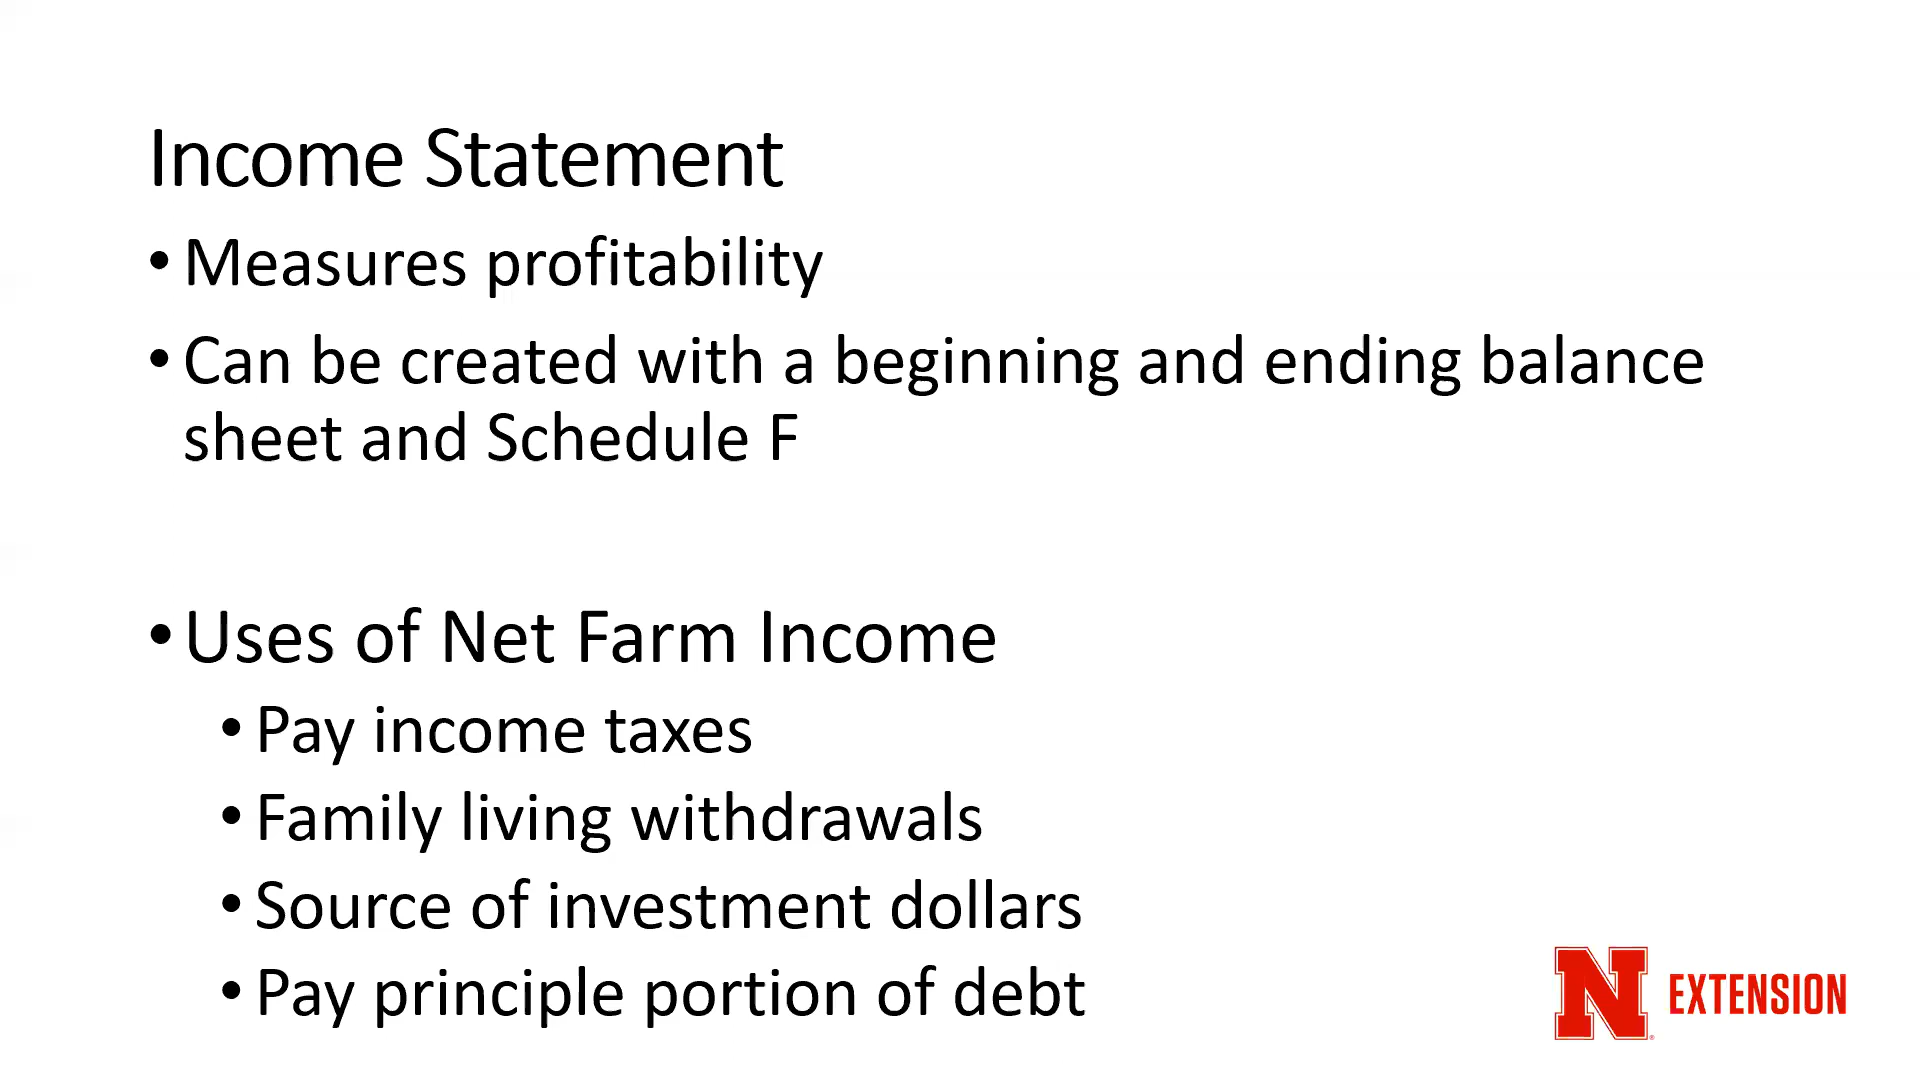 Income Statement
• Measures profitability
• Can be created with a beginning and ending balance
sheet and Schedule F
• Uses of Net Farm Income
• Pay income taxes
• Family living withdrawals
• Source of investment dollars
• Pay principle portion of debt
N EXTENSION